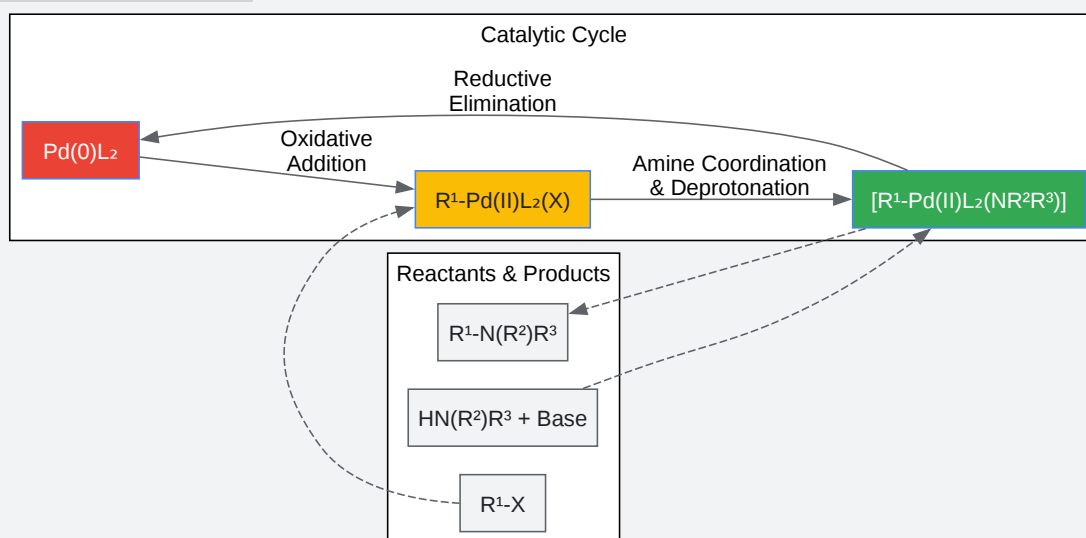 Catalytic Cycle
Reductive
Elimination
Pd(0)L₂
Oxidative
Addition
R¹-Pd(II)L₂(X)
Amine Coordination
& Deprotonation
[R¹-Pd(II)L₂(NR²R³)]
Reactants & Products
R¹-N(R²)R³
HN(R²)R³ + Base
R¹-X